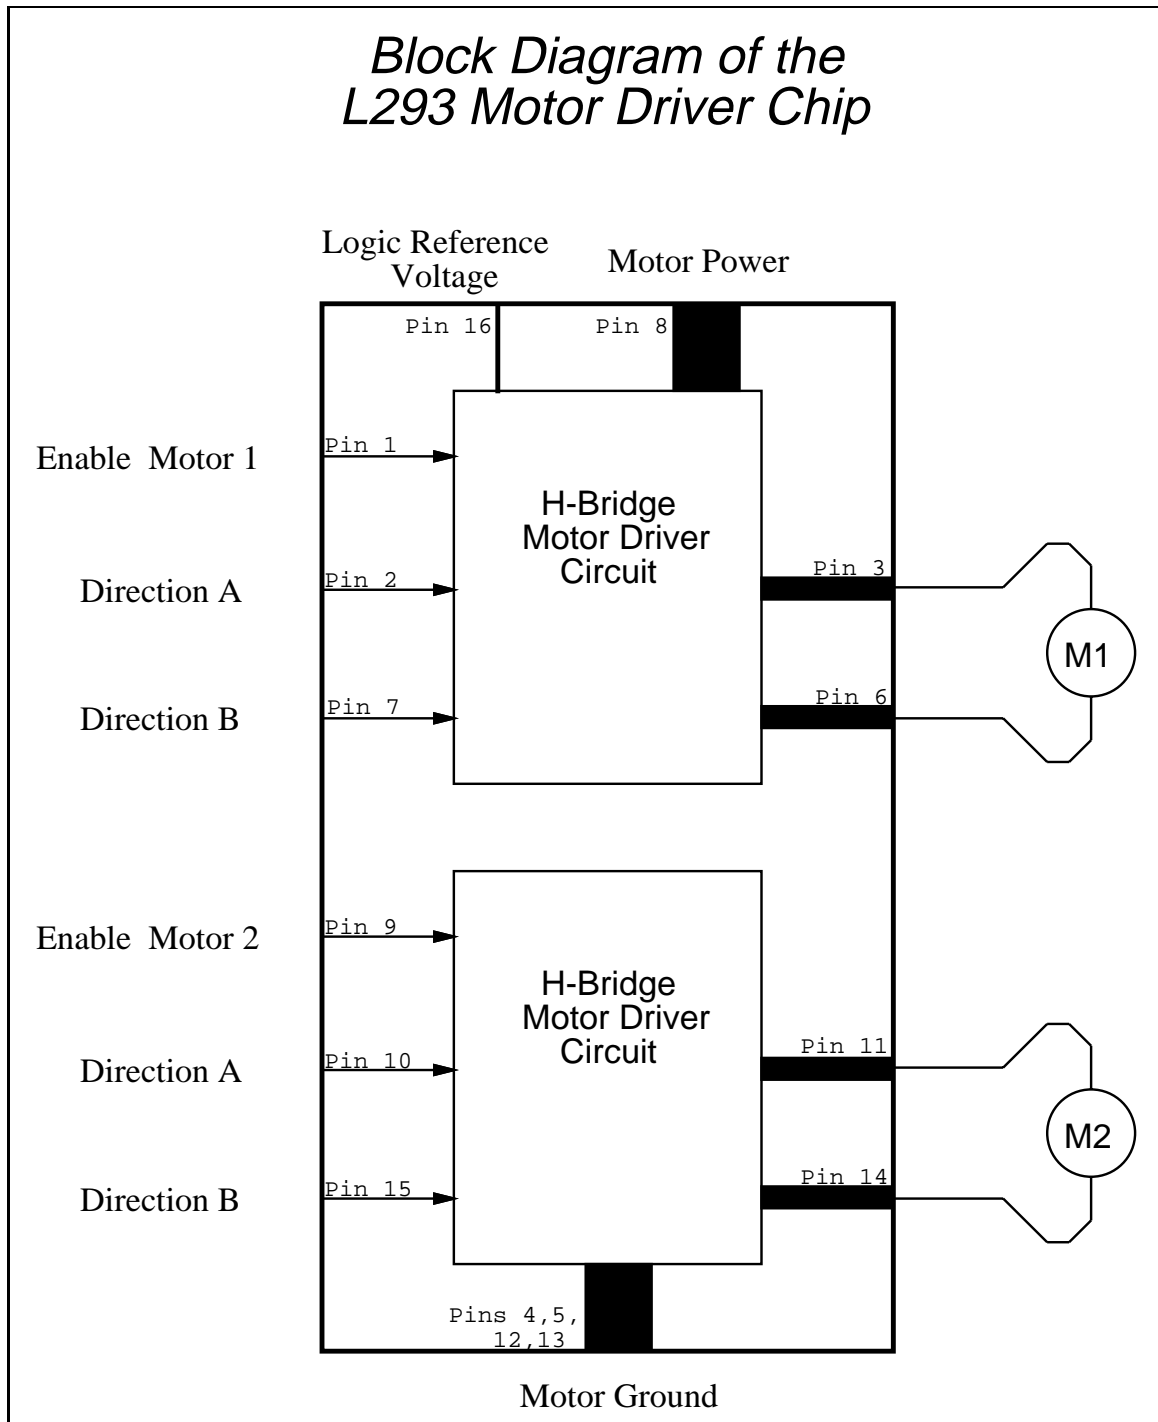 Block Diagram of the
L293 Motor Driver Chip
Logic Reference
Voltage
Motor Power
Pin 16
Pin 8
Enable Motor 1
Pin 1
H-Bridge
Motor Driver
Circuit
Direction A
Pin 2
Pin 3
M1
Direction B
Pin 7
Pin 6
Enable Motor 2
Pin 9
H-Bridge
Motor Driver
Circuit
Direction A
Pin 10
Pin 11
M2
Direction B
Pin 15
Pin 14
Pins 4,5,
12,13
Motor Ground